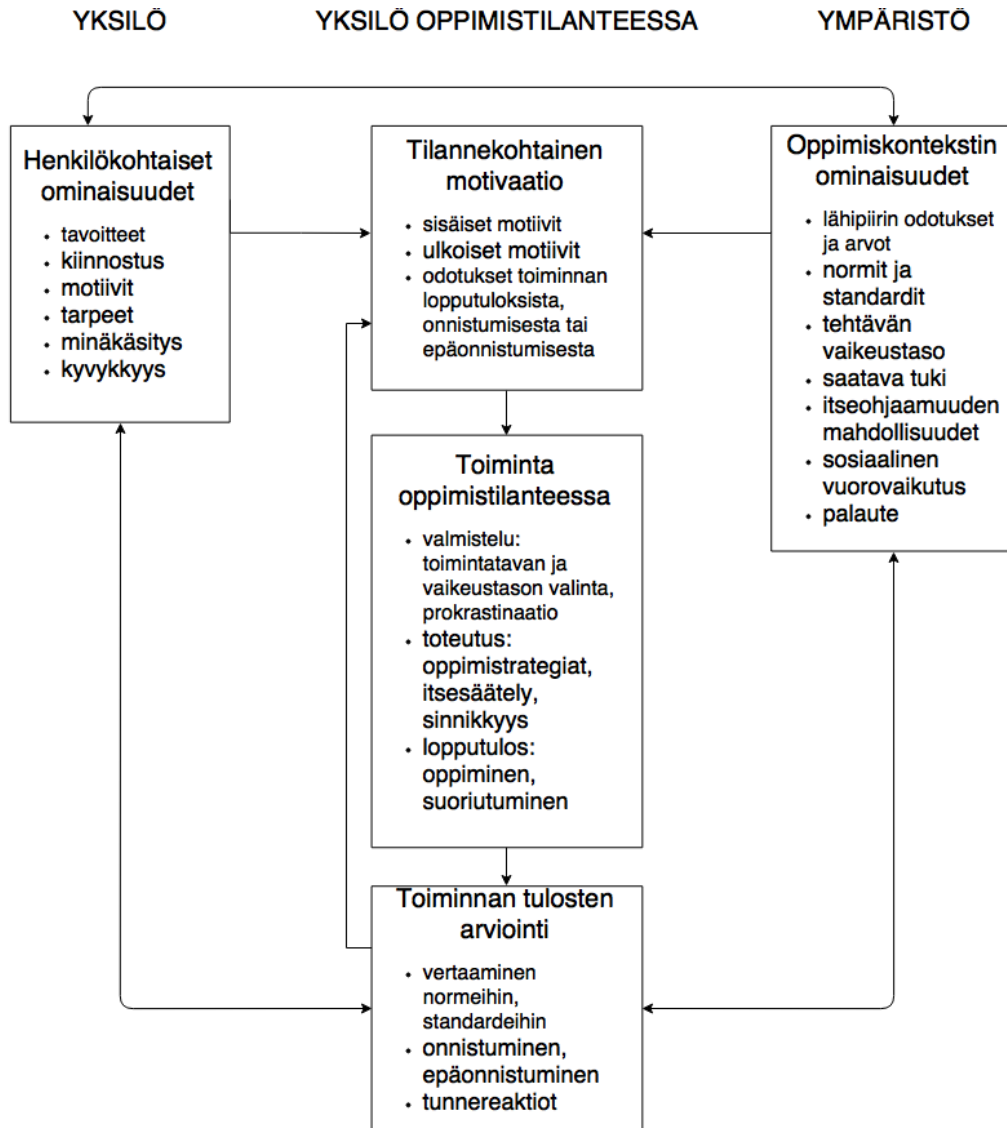 YKSILÖ
YKSILÖ OPPIMISTILANTEESSA
YMPÄRISTÖ
Henkilökohtaiset
ominaisuudet
• tavoitteet
• kiinnostus
• motiivit
• tarpeet
• minäkäsitys
• kyvykkyys
Tilannekohtainen
motivaatio
• sisäiset motiivit
• ulkoiset motiivit
• odotukset toiminnan
lopputuloksista,
onnistumisesta tai
epäonnistumisesta
Oppimiskontekstin
ominaisuudet
• lähipiirin odotukset
ja arvot
• normit ja
standardit
• tehtävän
vaikeustaso
• saatava tuki
• itseohjaamuuden
mahdollisuudet
• sosiaalinen
vuorovaikutus
• palaute
Toiminta
oppimistilanteessa
• valmistelu:
toimintatavan ja
vaikeustason valinta,
prokrastinaatio
• toteutus:
oppimistrategiat,
itsesäätely,
sinnikkyys
• lopputulos:
oppiminen,
suoriutuminen
Toiminnan tulosten
arviointi
• vertaaminen
normeihin,
standardeihin
• onnistuminen,
epäonnistuminen
• tunnereaktiot